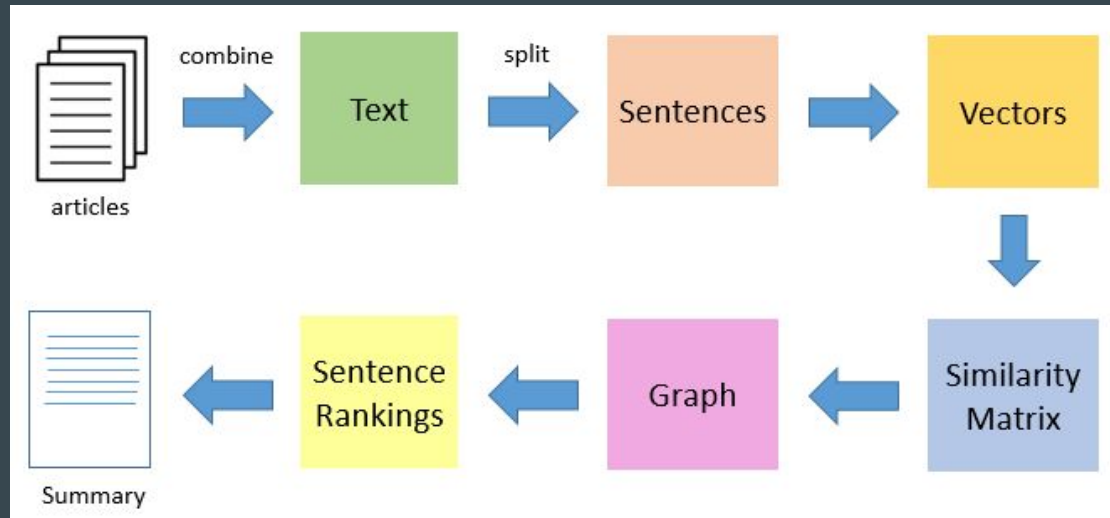 combine
split
Text
Sentences
Vectors
articles
Similarity
Matrix
Graph
Sentence
Rankings
Summary